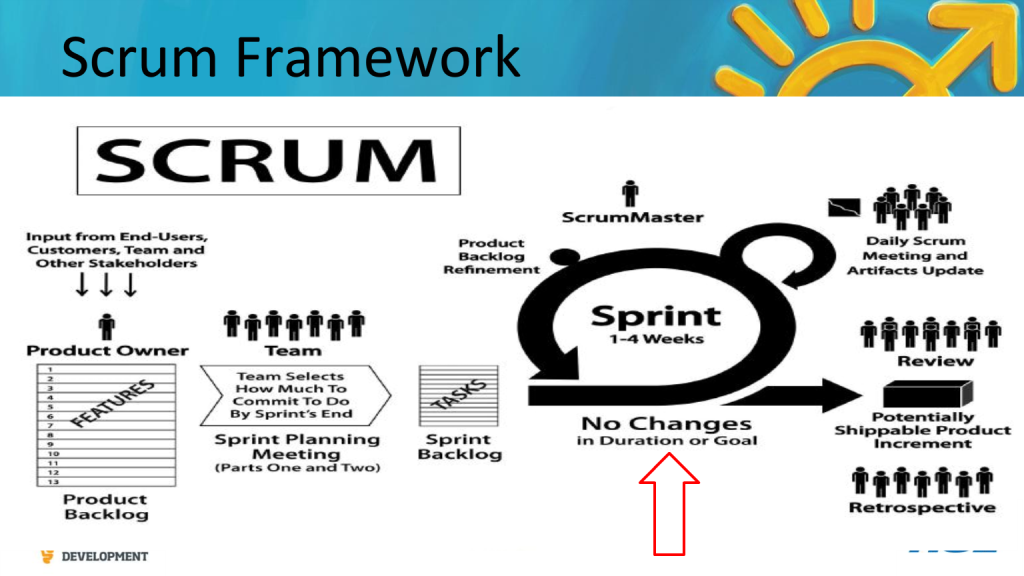 Scrum Framework
SCRUM
Input from End-Users,
Customers, Team and
Other Stakeholders
Product Owner
1
2
3
4
5
6
7
8
9
10
11
12
13
FEATURES
Product
Backlog
Team
Team Selects
How Much To
Commit To Do
By Sprint's End
Sprint Planning
Meeting
(Parts One and Two)
TASKS
Sprint
Backlog
ScrumMaster
Product
Backlog
Refinement
Sprint
1-4 Weeks
No Changes
in Duration or Goal
Daily Scrum
Meeting and
Artifacts Update
Review
Potentially
Shippable Product
Increment
Retrospective
DEVELOPMENT